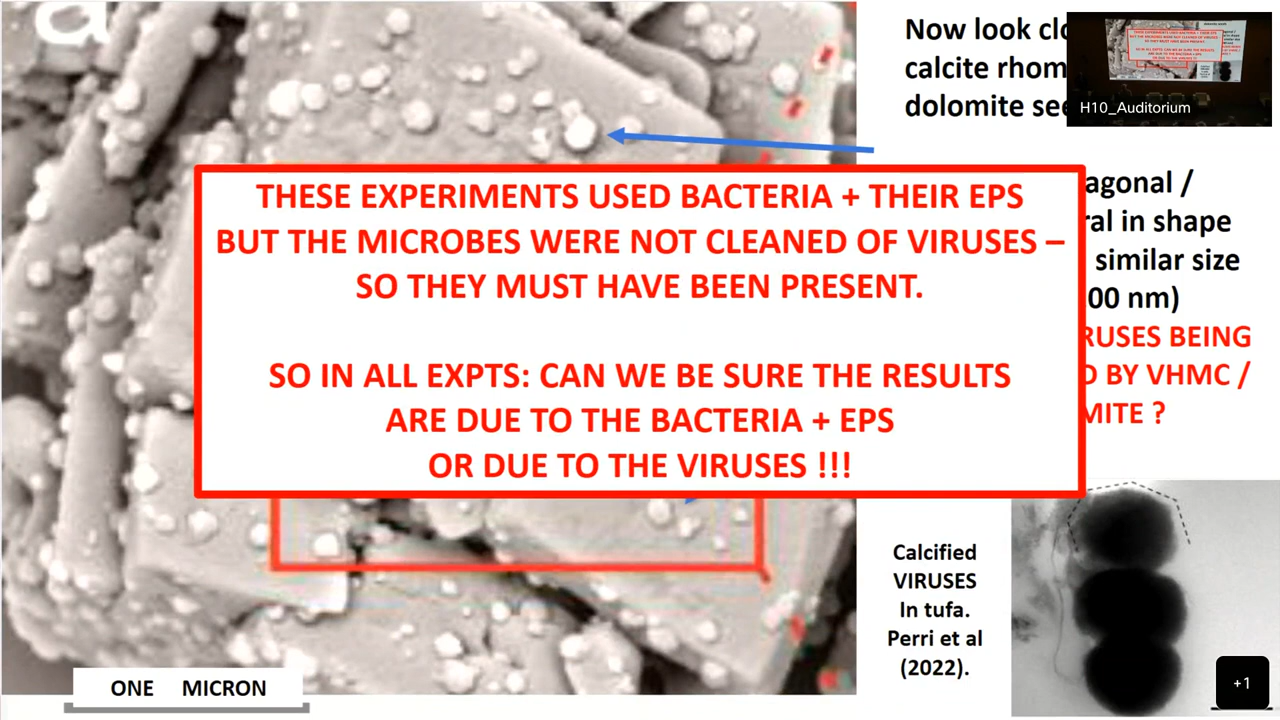 a
Now look clo
calcite rhom
dolomite see
H10_Auditorium
THESE EXPERIMENTS USED BACTERIA + THEIR EPS
BUT THE MICROBES WERE NOT CLEANED OF VIRUSES –
SO THEY MUST HAVE BEEN PRESENT.
SO IN ALL EXPTS: CAN WE BE SURE THE RESULTS
ARE DUE TO THE BACTERIA + EPS
OR DUE TO THE VIRUSES !!!
agonal /
ral in shape
similar size
00 nm)
RUSES BEING
D BY VHMC /
MITE ?
Calcified
VIRUSES
In tufa.
Perri et al
(2022).
ONE MICRON
+1